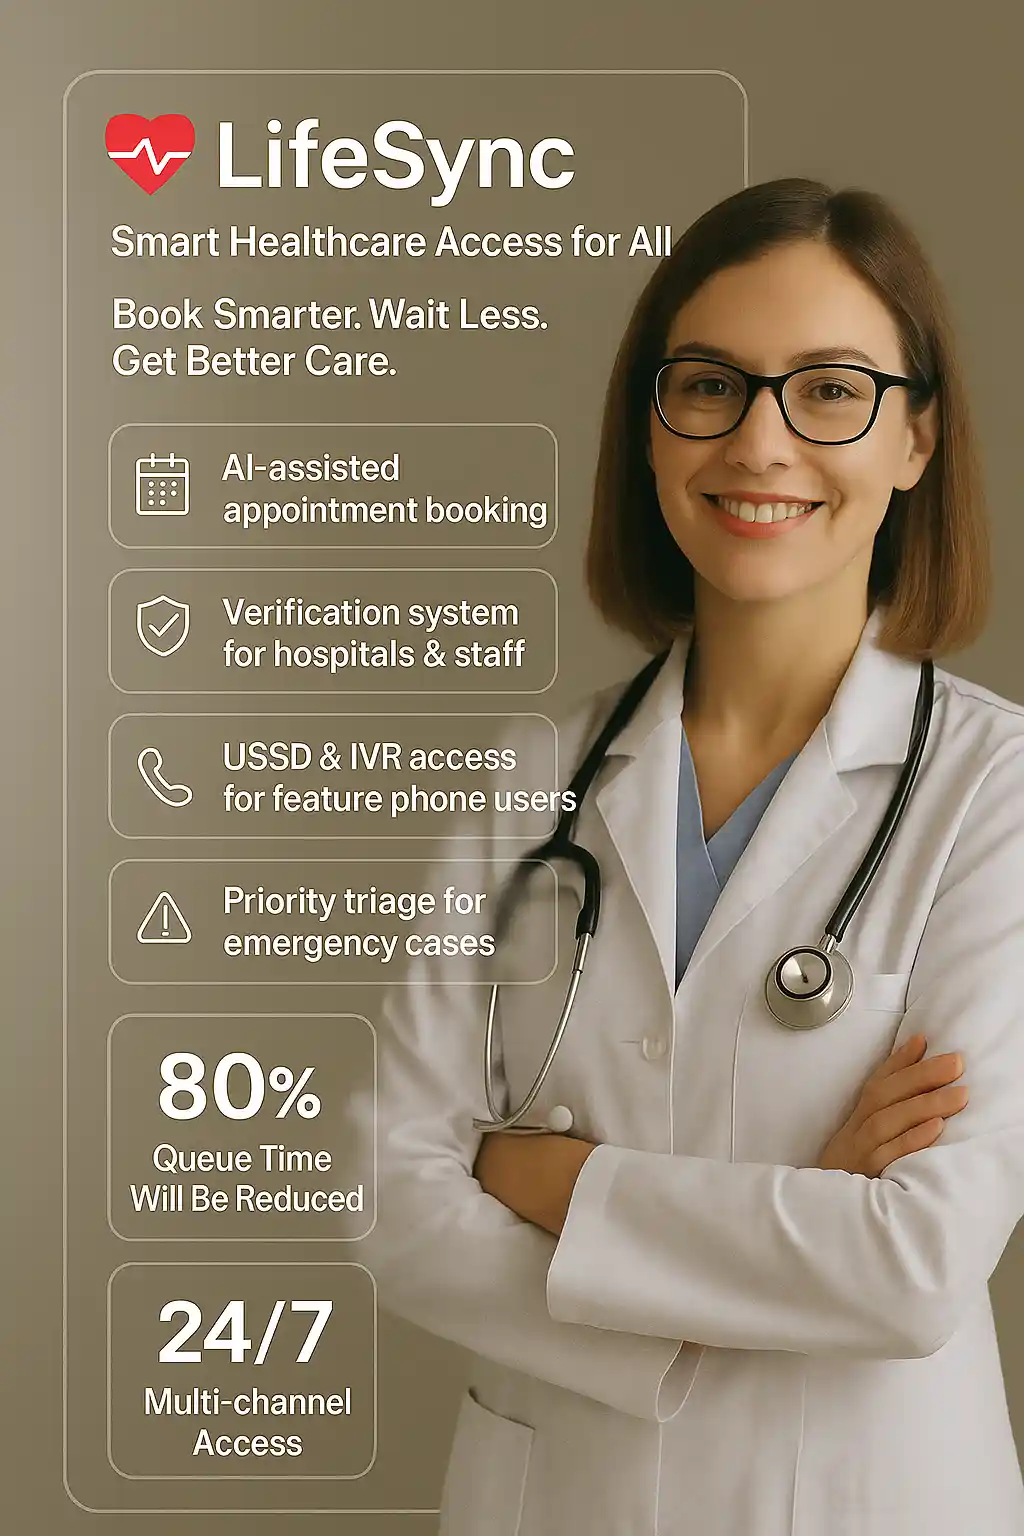 LifeSync
Smart Healthcare Access for All
Book Smarter. Wait Less.
Get Better Care.
AI-assisted
appointment booking
Verification system
for hospitals & staff
USSD & IVR access
for feature phone users
Priority triage for
emergency cases
80%
Queue Time
Will Be Reduced
24/7
Multi-channel
Access